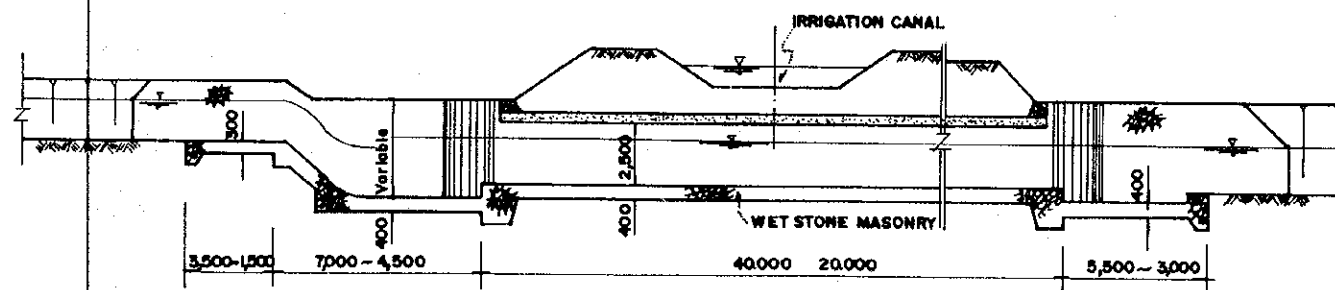 IRRIGATION CANAL
300
Variable
2,500
400
400
400
WET STONE MASONRY
3,500~1,500
7,000 ~ 4,500
40.000 20.000
5,500 ~ 3,000